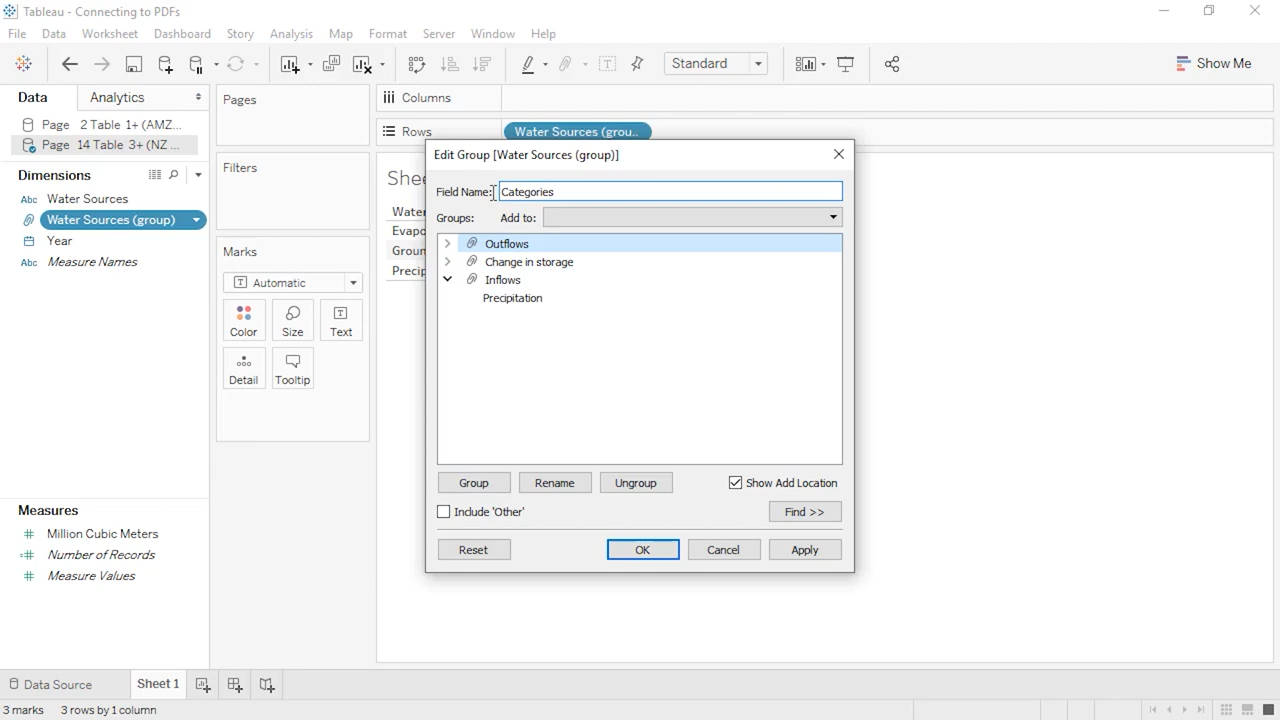 Tableau - Connecting to PDFs
File Data Worksheet Dashboard Story Analysis Map Format Server Window Help
Standard
Show Me
Data Analytics
Page 2 Table 1+ (AMZ...
Page 14 Table 3+ (NZ ...
Dimensions
Abc Water Sources
Water Sources (group)
Year
Abc Measure Names
Measures
# Million Cubic Meters
=# Number of Records
# Measure Values
Pages
Filters
Marks
Automatic
Color Size Text
Detail Tooltip
Columns
Rows
Water Sources (grou..
Shee
Water
Evapo
Groun
Precip
Edit Group [Water Sources (group)]
Field Name: Categories
Groups: Add to:
Outflows
Change in storage
Inflows
Precipitation
Group Rename Ungroup Show Add Location
Include 'Other' Find >>
Reset OK Cancel Apply
Data Source Sheet 1
3 marks 3 rows by 1 column